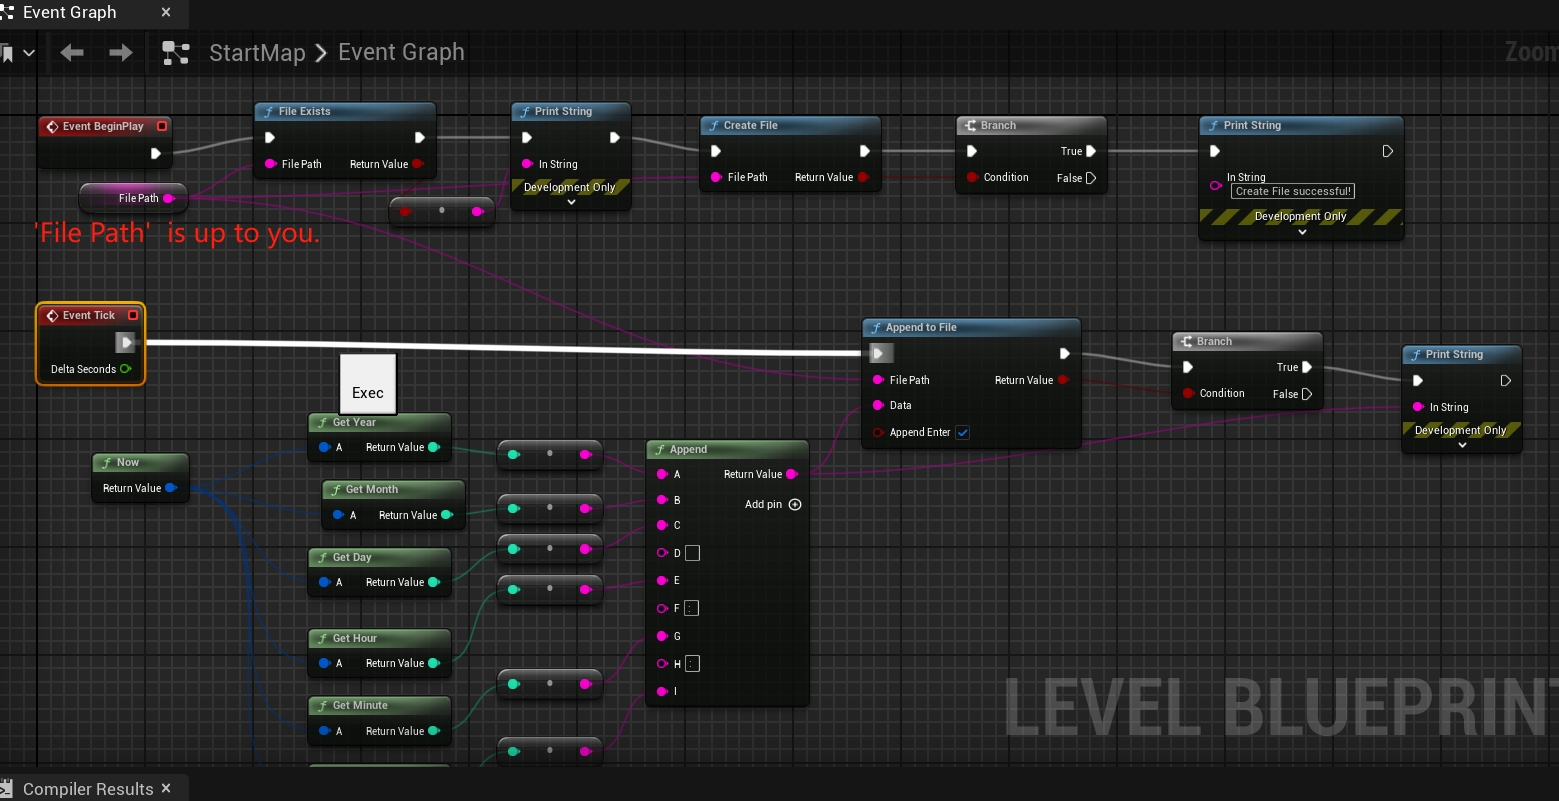 Event Graph ×
StartMap > Event Graph
Event BeginPlay
File Path
'File Path' is up to you.
File Exists
File Path Return Value
Print String
In String
Development Only
Create File
File Path Return Value
Branch
True
Condition False
Print String
In String
Create File successful!
Development Only
Event Tick
Delta Seconds
Exec
Append to File
File Path Return Value
Data
Append Enter
Branch
True
Condition False
Print String
In String
Development Only
Now
Return Value
Get Year
A Return Value
Get Month
A Return Value
Get Day
A Return Value
Get Hour
A Return Value
Get Minute
A Return Value
Append
A Return Value
B
Add pin
C
D
E
F :
G
H :
I
LEVEL BLUEPRIN
Compiler Results ×